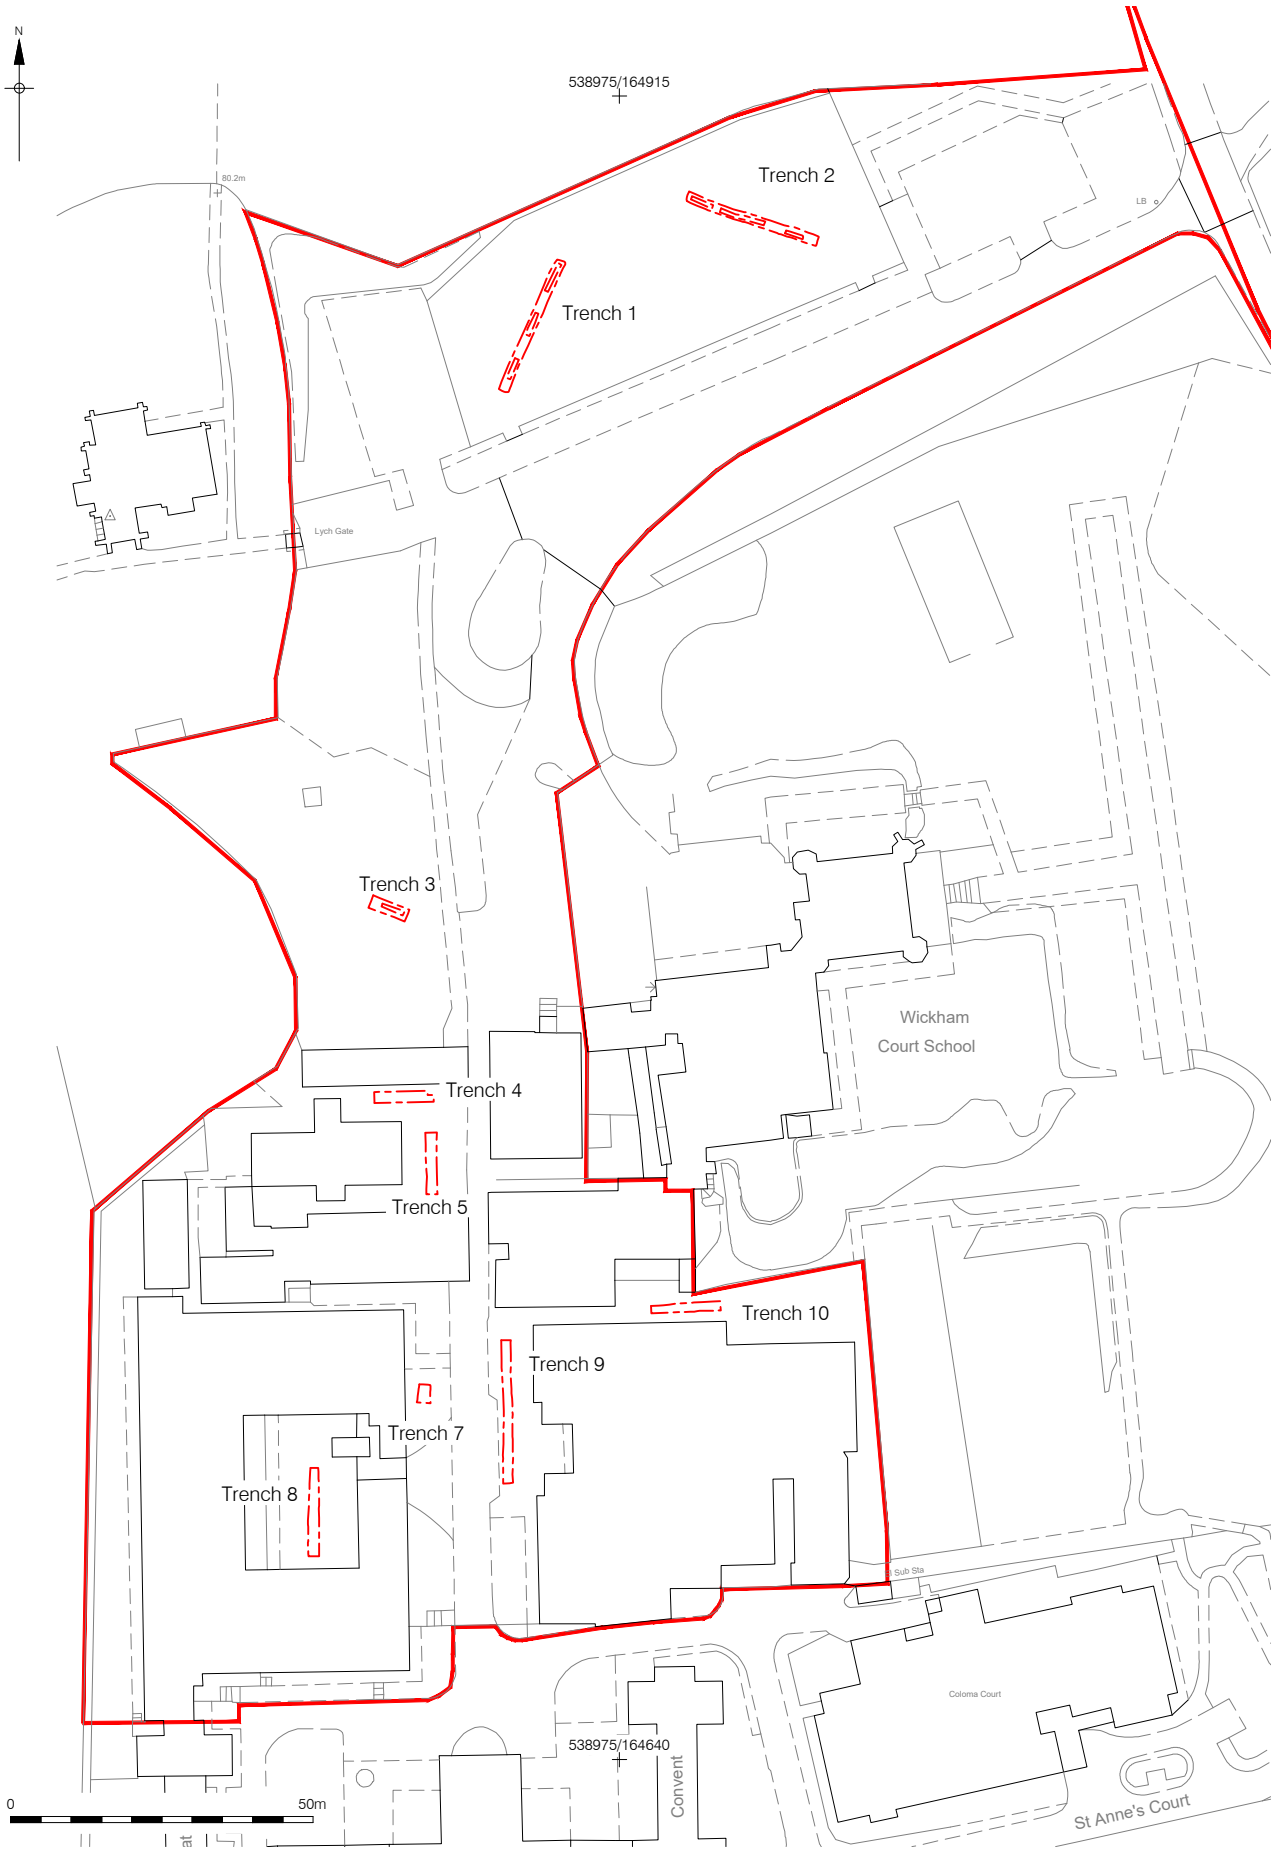 N
538975/164915
Trench 2
80.2m
LB
Trench 1
Lych Gate
Trench 3
Wickham
Court School
Trench 4
Trench 5
Trench 10
Trench 9
Trench 7
Trench 8
Sub Sta
Coloma Court
538975/164640
Convent
0
50m
St Anne's Court
at